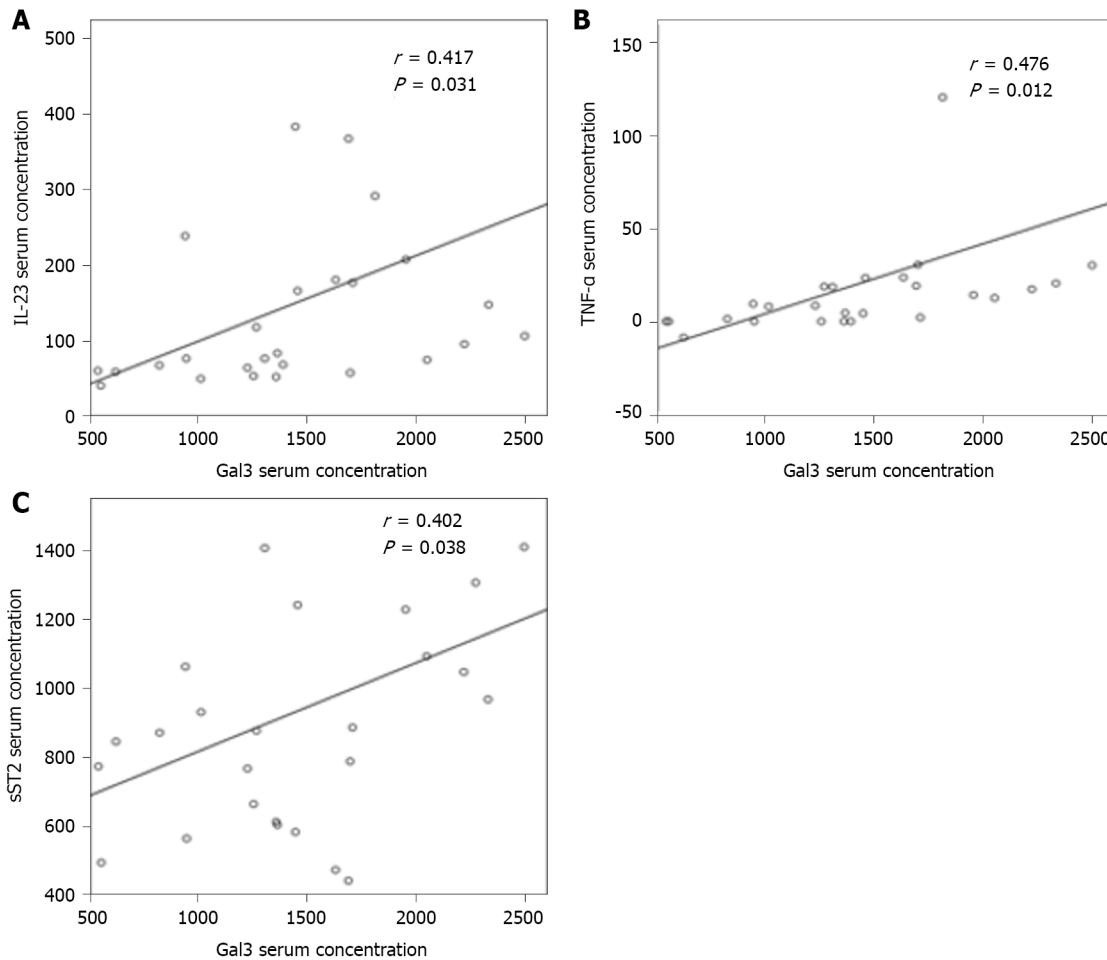 A
500
400
300
200
100
0
IL-23 serum concentration
r = 0.417
P = 0.031
500 1000 1500 2000 2500
Gal3 serum concentration
B
150
100
50
0
-50
TNF-α serum concentration
r = 0.476
P = 0.012
500 1000 1500 2000 2500
Gal3 serum concentration
C
1400
1200
1000
800
600
400
sST2 serum concentration
r = 0.402
P = 0.038
500 1000 1500 2000 2500
Gal3 serum concentration